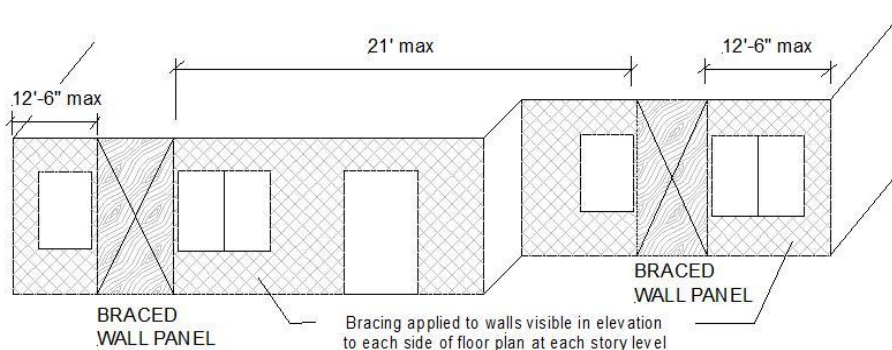 21' max
12'-6" max
12'-6" max
BRACED
WALL PANEL
BRACED
WALL PANEL
Bracing applied to walls visible in elevation
to each side of floor plan at each story level